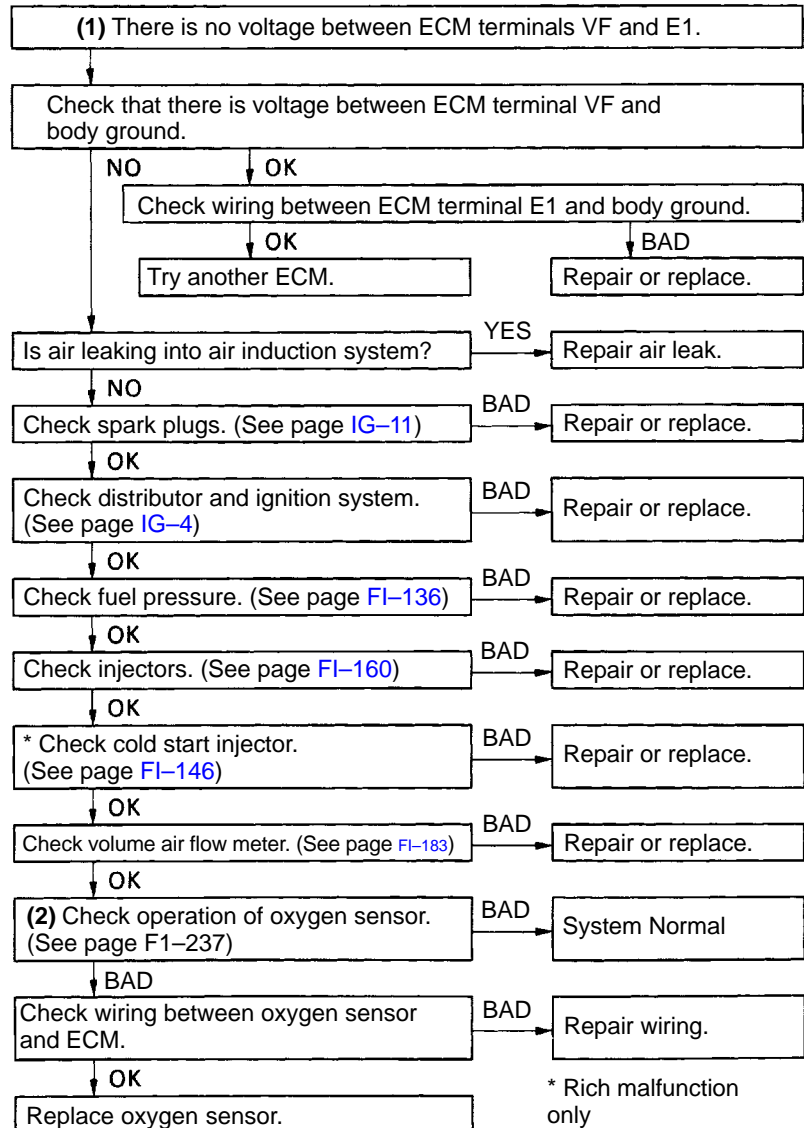 (1) There is no voltage between ECM terminals VF and E1.
Check that there is voltage between ECM terminal VF and
body ground.
NO
OK
Check wiring between ECM terminal E1 and body ground.
OK
BAD
Try another ECM.
Repair or replace.
Is air leaking into air induction system?
YES
Repair air leak.
NO
Check spark plugs. (See page IG–11)
BAD
Repair or replace.
OK
Check distributor and ignition system.
(See page IG–4)
BAD
Repair or replace.
OK
Check fuel pressure. (See page FI–136)
BAD
Repair or replace.
OK
Check injectors. (See page FI–160)
BAD
Repair or replace.
OK
* Check cold start injector.
(See page FI–146)
BAD
Repair or replace.
OK
Check volume air flow meter. (See page FI–183)
BAD
Repair or replace.
OK
(2) Check operation of oxygen sensor.
(See page F1–237)
BAD
System Normal
BAD
Check wiring between oxygen sensor
and ECM.
BAD
Repair wiring.
OK
Replace oxygen sensor.
* Rich malfunction
only